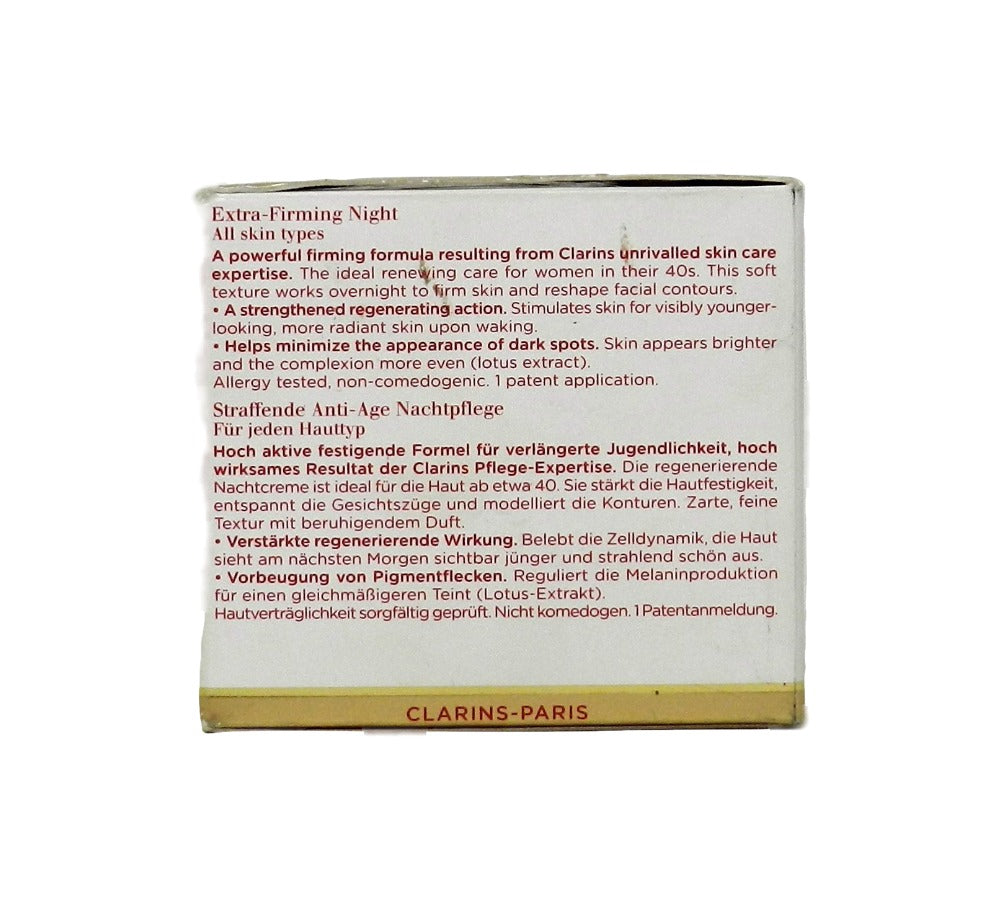 Extra-Firming Night
All skin types
A powerful firming formula resulting from Clarins unrivalled skin care
expertise. The ideal renewing care for women in their 40s. This soft
texture works overnight to firm skin and reshape facial contours.
• A strengthened regenerating action. Stimulates skin for visibly younger-
looking, more radiant skin upon waking.
• Helps minimize the appearance of dark spots. Skin appears brighter
and the complexion more even (lotus extract).
Allergy tested, non-comedogenic. 1 patent application.
Straffende Anti-Age Nachtpflege
Für jeden Hauttyp
Hoch aktive festigende Formel für verlängerte Jugendlichkeit, hoch
wirksames Resultat der Clarins Pflege-Expertise. Die regenerierende
Nachtcreme ist ideal für die Haut ab etwa 40. Sie stärkt die Hautfestigkeit,
entspannt die Gesichtszüge und modelliert die Konturen. Zarte, feine
Textur mit beruhigendem Duft.
• Verstärkte regenerierende Wirkung. Belebt die Zelldynamik, die Haut
sieht am nächsten Morgen sichtbar jünger und strahlend schön aus.
• Vorbeugung von Pigmentflecken. Reguliert die Melaninproduktion
für einen gleichmäßigeren Teint (Lotus-Extrakt).
Hautverträglichkeit sorgfältig geprüft. Nicht komedogen. 1 Patentanmeldung.
CLARINS-PARIS